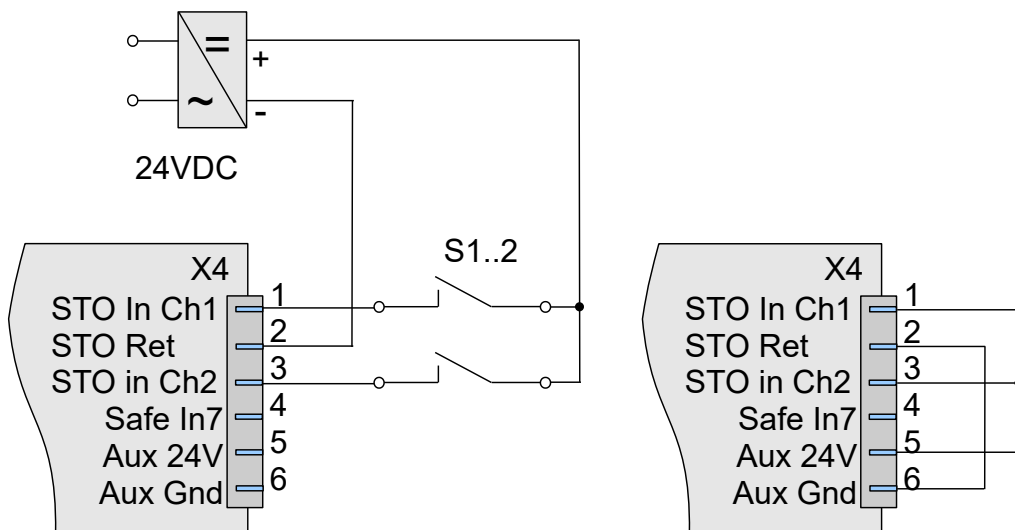 =
+
~
-
24VDC
S1..2
X4
STO In Ch1 1
STO Ret 2
STO in Ch2 3
Safe In7 4
Aux 24V 5
Aux Gnd 6
X4
STO In Ch1 1
STO Ret 2
STO in Ch2 3
Safe In7 4
Aux 24V 5
Aux Gnd 6